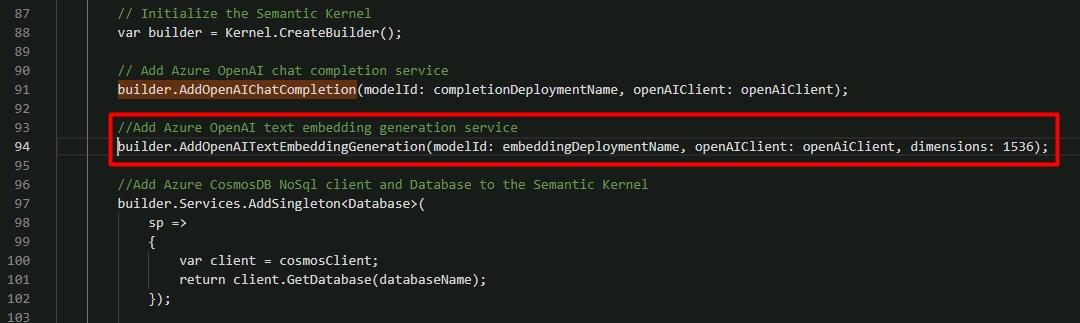 87 // Initialize the Semantic Kernel
88 var builder = Kernel.CreateBuilder();
89
90 // Add Azure OpenAI chat completion service
91 builder.AddOpenAIChatCompletion(modelId: completionDeploymentName, openAIClient: openAiClient);
92
93 //Add Azure OpenAI text embedding generation service
94 builder.AddOpenAITextEmbeddingGeneration(modelId: embeddingDeploymentName, openAIClient: openAiClient, dimensions: 1536);
95
96 //Add Azure CosmosDB NoSql client and Database to the Semantic Kernel
97 builder.Services.AddSingleton<Database>(
98 sp =>
99 {
100 var client = cosmosClient;
101 return client.GetDatabase(databaseName);
102 });
103